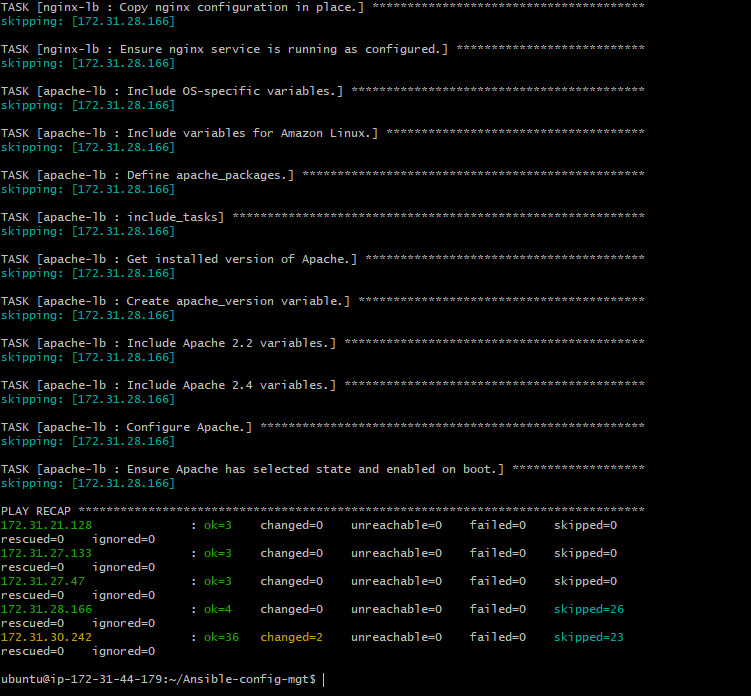 TASK [nginx-lb : Copy nginx configuration in place.] ***************************************
skipping: [172.31.28.166]
TASK [nginx-lb : Ensure nginx service is running as configured.] ***************************
skipping: [172.31.28.166]
TASK [apache-lb : Include OS-specific variables.] ******************************************
skipping: [172.31.28.166]
TASK [apache-lb : Include variables for Amazon Linux.] *************************************
skipping: [172.31.28.166]
TASK [apache-lb : Define apache_packages.] *************************************************
skipping: [172.31.28.166]
TASK [apache-lb : include_tasks] ***********************************************************
skipping: [172.31.28.166]
TASK [apache-lb : Get installed version of Apache.] ****************************************
skipping: [172.31.28.166]
TASK [apache-lb : Create apache_version variable.] *****************************************
skipping: [172.31.28.166]
TASK [apache-lb : Include Apache 2.2 variables.] *******************************************
skipping: [172.31.28.166]
TASK [apache-lb : Include Apache 2.4 variables.] *******************************************
skipping: [172.31.28.166]
TASK [apache-lb : Configure Apache.] *******************************************************
skipping: [172.31.28.166]
TASK [apache-lb : Ensure Apache has selected state and enabled on boot.] *******************
skipping: [172.31.28.166]
PLAY RECAP *********************************************************************************
172.31.21.128 : ok=3 changed=0 unreachable=0 failed=0 skipped=0
rescued=0 ignored=0
172.31.27.133 : ok=3 changed=0 unreachable=0 failed=0 skipped=0
rescued=0 ignored=0
172.31.27.47 : ok=3 changed=0 unreachable=0 failed=0 skipped=0
rescued=0 ignored=0
172.31.28.166 : ok=4 changed=0 unreachable=0 failed=0 skipped=26
rescued=0 ignored=0
172.31.30.242 : ok=36 changed=2 unreachable=0 failed=0 skipped=23
rescued=0 ignored=0
ubuntu@ip-172-31-44-179:~/Ansible-config-mgt$